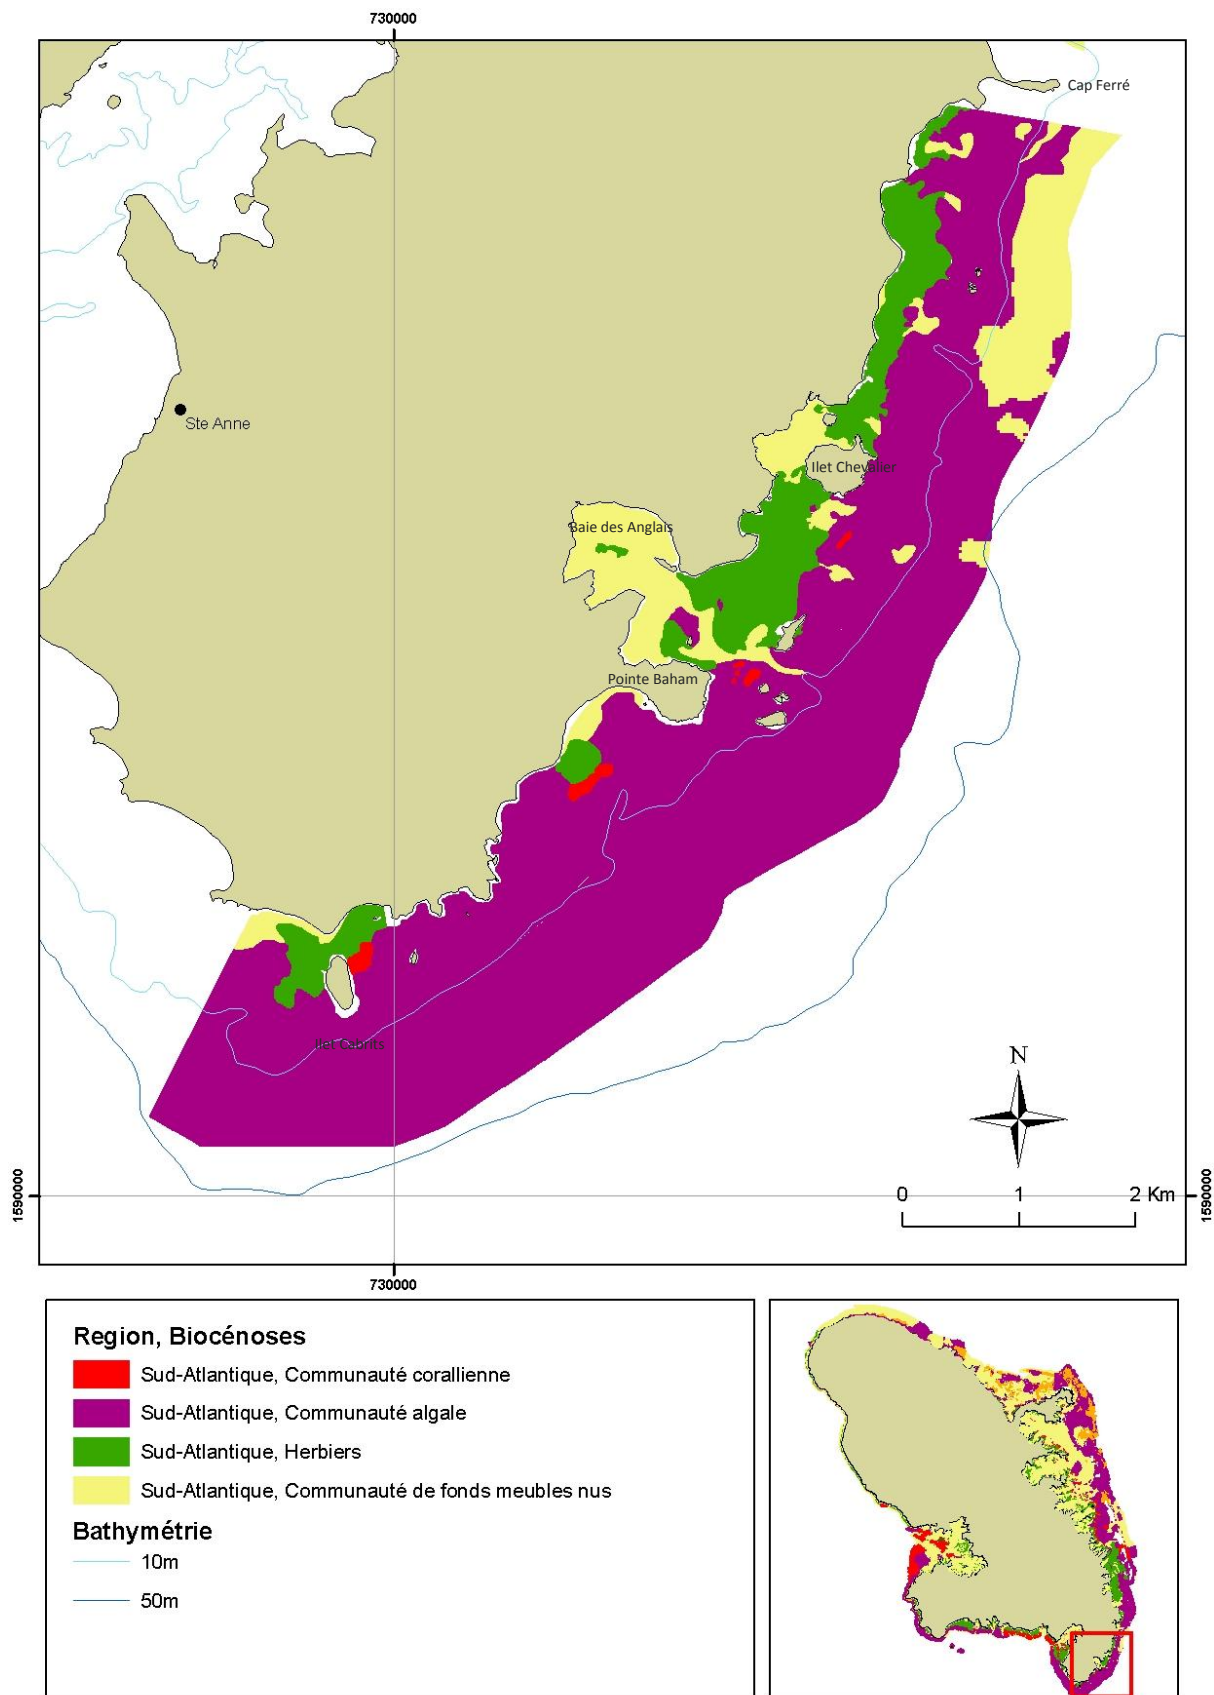 730000
Cap Ferré
Ste Anne
Ilet Chevalier
Baie des Anglais
Pointe Baham
Ilet Cabrits
N
0 1 2 Km
1590000
1590000
730000
Region, Biocénoses
Sud-Atlantique, Communauté corallienne
Sud-Atlantique, Communauté algale
Sud-Atlantique, Herbiers
Sud-Atlantique, Communauté de fonds meubles nus
Bathymétrie
10m
50m